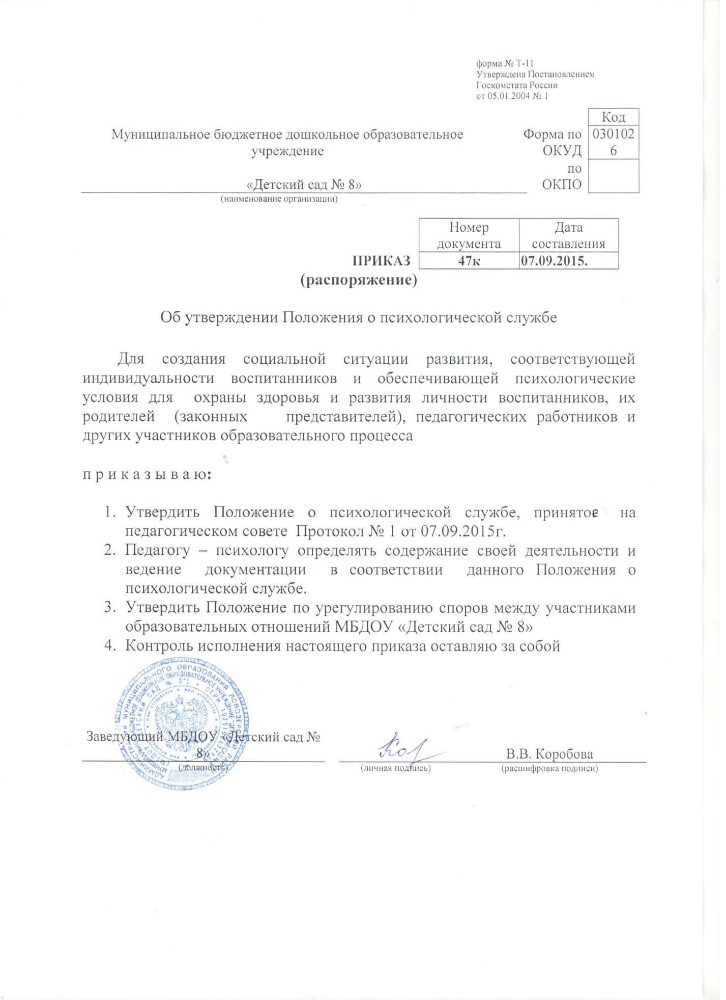 форма № Т-11
Утверждена Постановлением
Госкомстата России
от 05.01.2004 № 1
Код
Муниципальное бюджетное дошкольное образовательное Форма по 030102
учреждение ОКУД 6
по
«Детский сад № 8» ОКПО
(наименование организации)
Номер Дата
документа составления
ПРИКАЗ 47к 07.09.2015.
(распоряжение)
Об утверждении Положения о психологической службе
Для создания социальной ситуации развития, соответствующей
индивидуальности воспитанников и обеспечивающей психологические
условия для охраны здоровья и развития личности воспитанников, их
родителей (законных представителей), педагогических работников и
других участников образовательного процесса
п р и к а з ы в а ю:
1. Утвердить Положение о психологической службе, принятое на
педагогическом совете Протокол № 1 от 07.09.2015г.
2. Педагогу – психологу определять содержание своей деятельности и
ведение документации в соответствии данного Положения о
психологической службе.
3. Утвердить Положение по урегулированию споров между участниками
образовательных отношений МБДОУ «Детский сад № 8»
4. Контроль исполнения настоящего приказа оставляю за собой
Заведующий МБДОУ «Детский сад №
8» В.В. Коробова
(должность) (личная подпись) (расшифровка подписи)